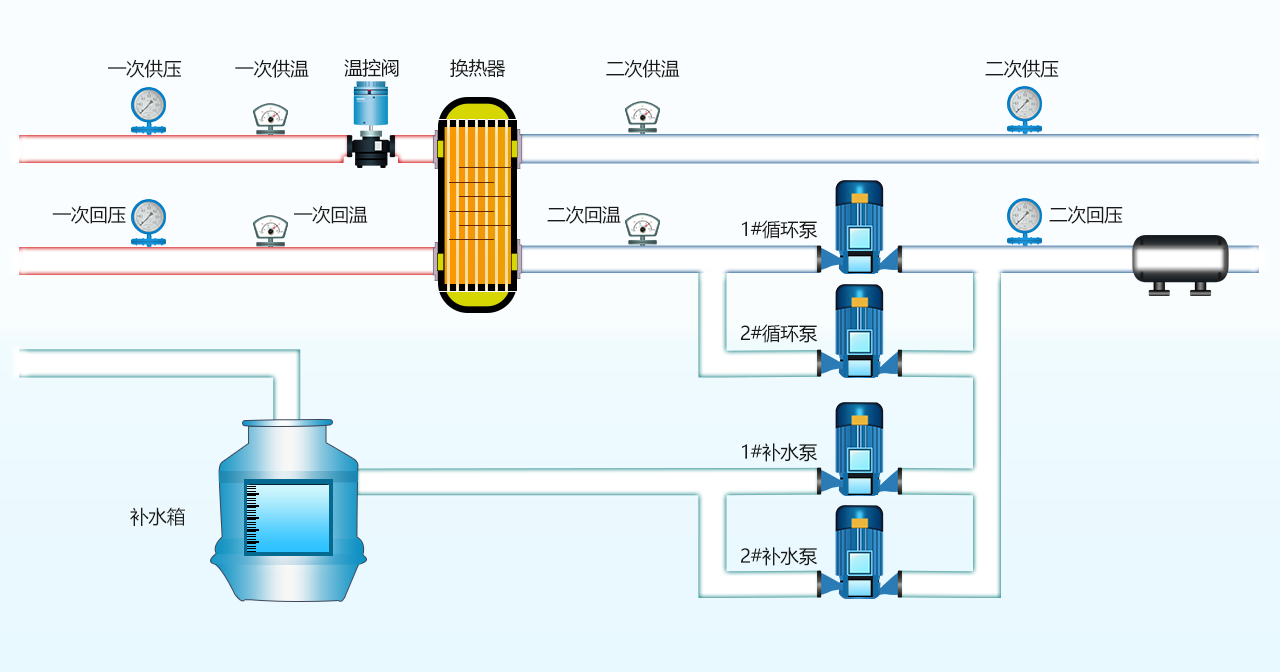 一次供压
一次供温
温控阀
换热器
二次供温
二次供压
一次回压
一次回温
二次回温
1#循环泵
二次回压
2#循环泵
1#补水泵
补水箱
2#补水泵